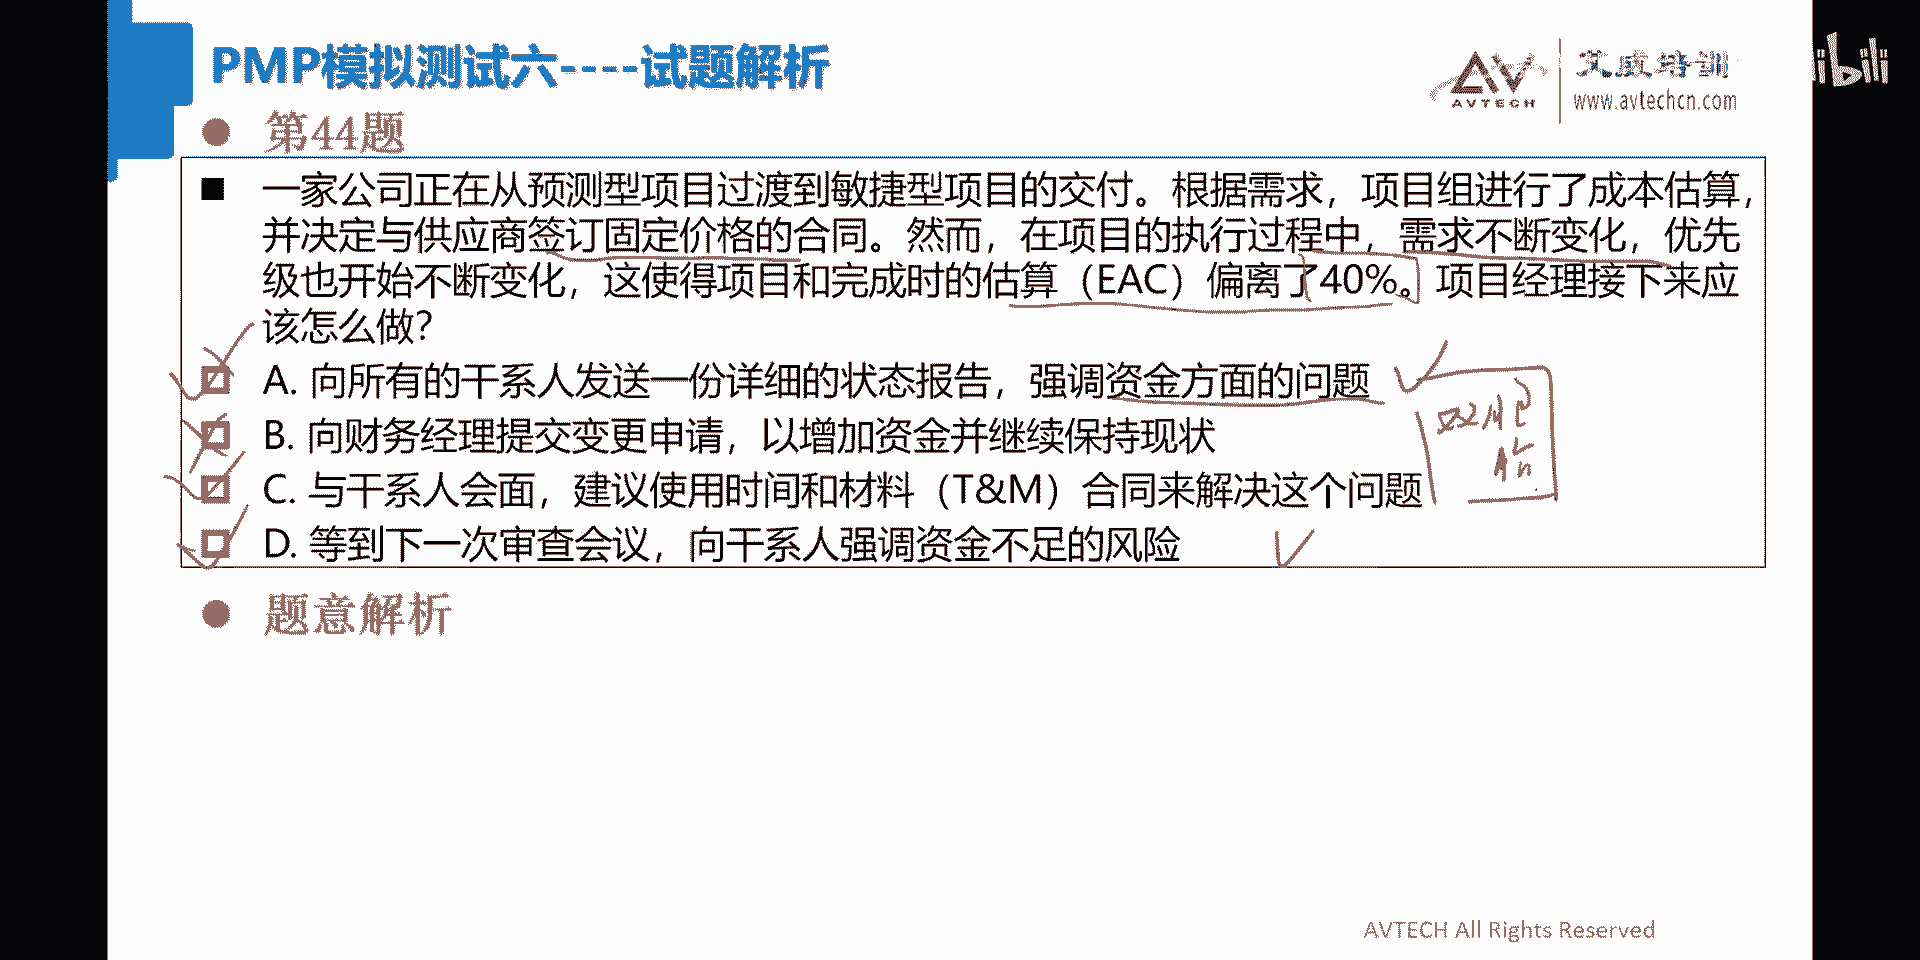 PMP模拟测试六----试题解析
AVTECH
艾威培训
www.avtechcn.com
第44题
一家公司正在从预测型项目过渡到敏捷型项目的交付。根据需求，项目组进行了成本估算，
并决定与供应商签订固定价格的合同。然而，在项目的执行过程中，需求不断变化，优先
级也开始不断变化，这使得项目和完成时的估算（EAC）偏离了40%。项目经理接下来应
该怎么做？
A. 向所有的干系人发送一份详细的状态报告，强调资金方面的问题
B. 向财务经理提交变更申请，以增加资金并继续保持现状
C. 与干系人会面，建议使用时间和材料（T&M）合同来解决这个问题
D. 等到下一次审查会议，向干系人强调资金不足的风险
题意解析
AVTECH All Rights Reserved